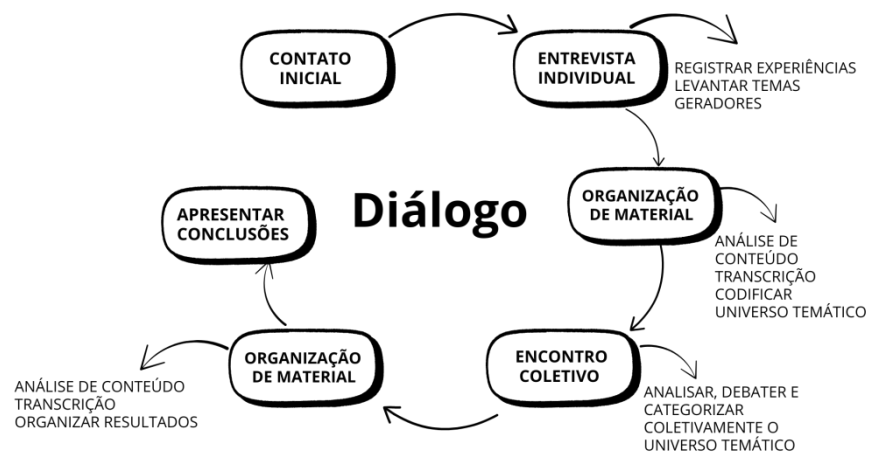 CONTATO
INICIAL
ENTREVISTA
INDIVIDUAL
REGISTRAR EXPERIÊNCIAS
LEVANTAR TEMAS
GERADORES
Diálogo
ORGANIZAÇÃO
DE MATERIAL
ANÁLISE DE
CONTEÚDO
TRANSCRIÇÃO
CODIFICAR
UNIVERSO TEMÁTICO
ENCONTRO
COLETIVO
ANALISAR, DEBATER E
CATEGORIZAR
COLETIVAMENTE O
UNIVERSO TEMÁTICO
ORGANIZAÇÃO
DE MATERIAL
ANÁLISE DE CONTEÚDO
TRANSCRIÇÃO
ORGANIZAR RESULTADOS
APRESENTAR
CONCLUSÕES